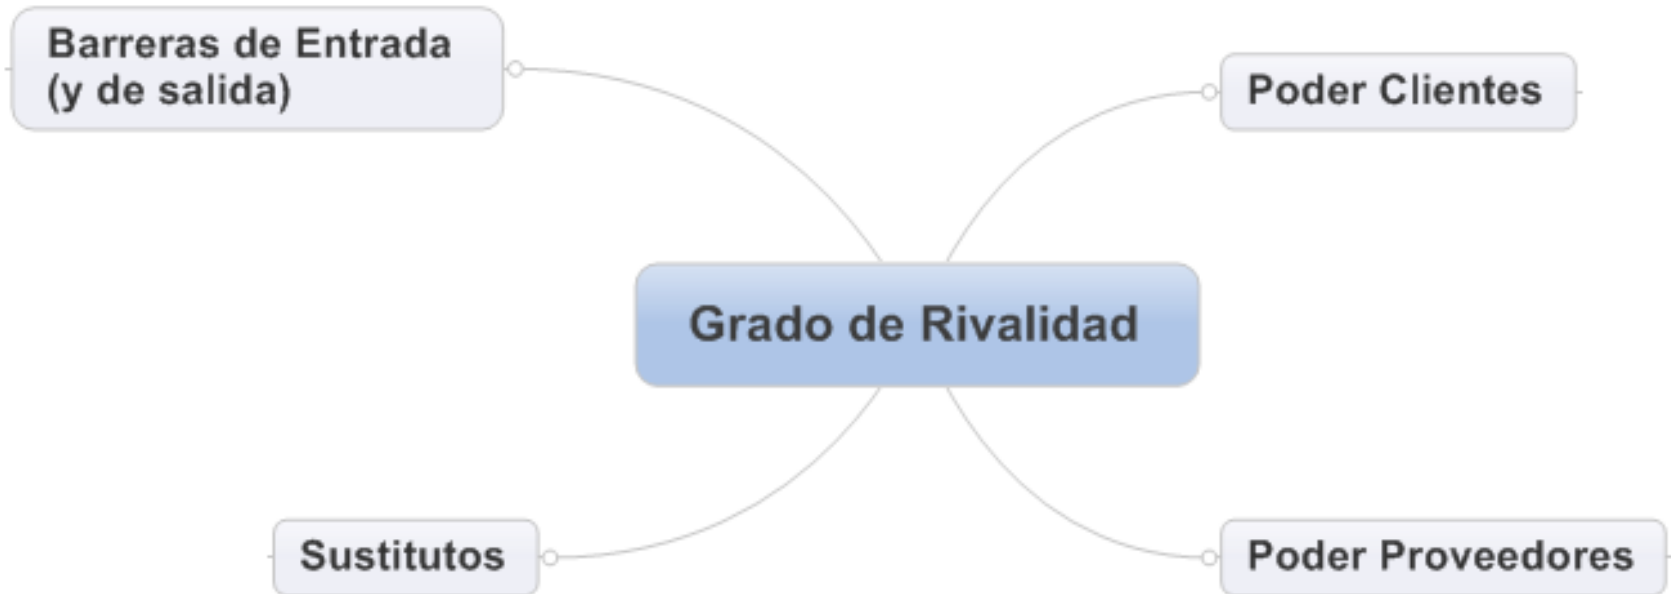 Barreras de Entrada
(y de salida)
Poder Clientes
Grado de Rivalidad
Sustitutos
Poder Proveedores